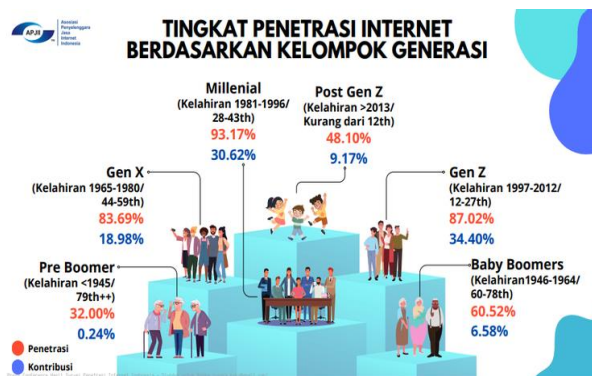 APJII
Asosiasi
Penyelenggara
Jasa
Internet
Indonesia
TINGKAT PENETRASI INTERNET
BERDASARKAN KELOMPOK GENERASI
Millenial
(Kelahiran 1981-1996/
28-43th)
93.17%
30.62%
Post Gen Z
(Kelahiran >2013/
Kurang dari 12th)
48.10%
9.17%
Gen X
(Kelahiran 1965-1980/
44-59th)
83.69%
18.98%
Gen Z
(Kelahiran 1997-2012/
12-27th)
87.02%
34.40%
Pre Boomer
(Kelahiran <1945/
79th++)
32.00%
0.24%
Baby Boomers
(Kelahiran1946-1964/
60-78th)
60.52%
6.58%
Penetrasi
Kontribusi